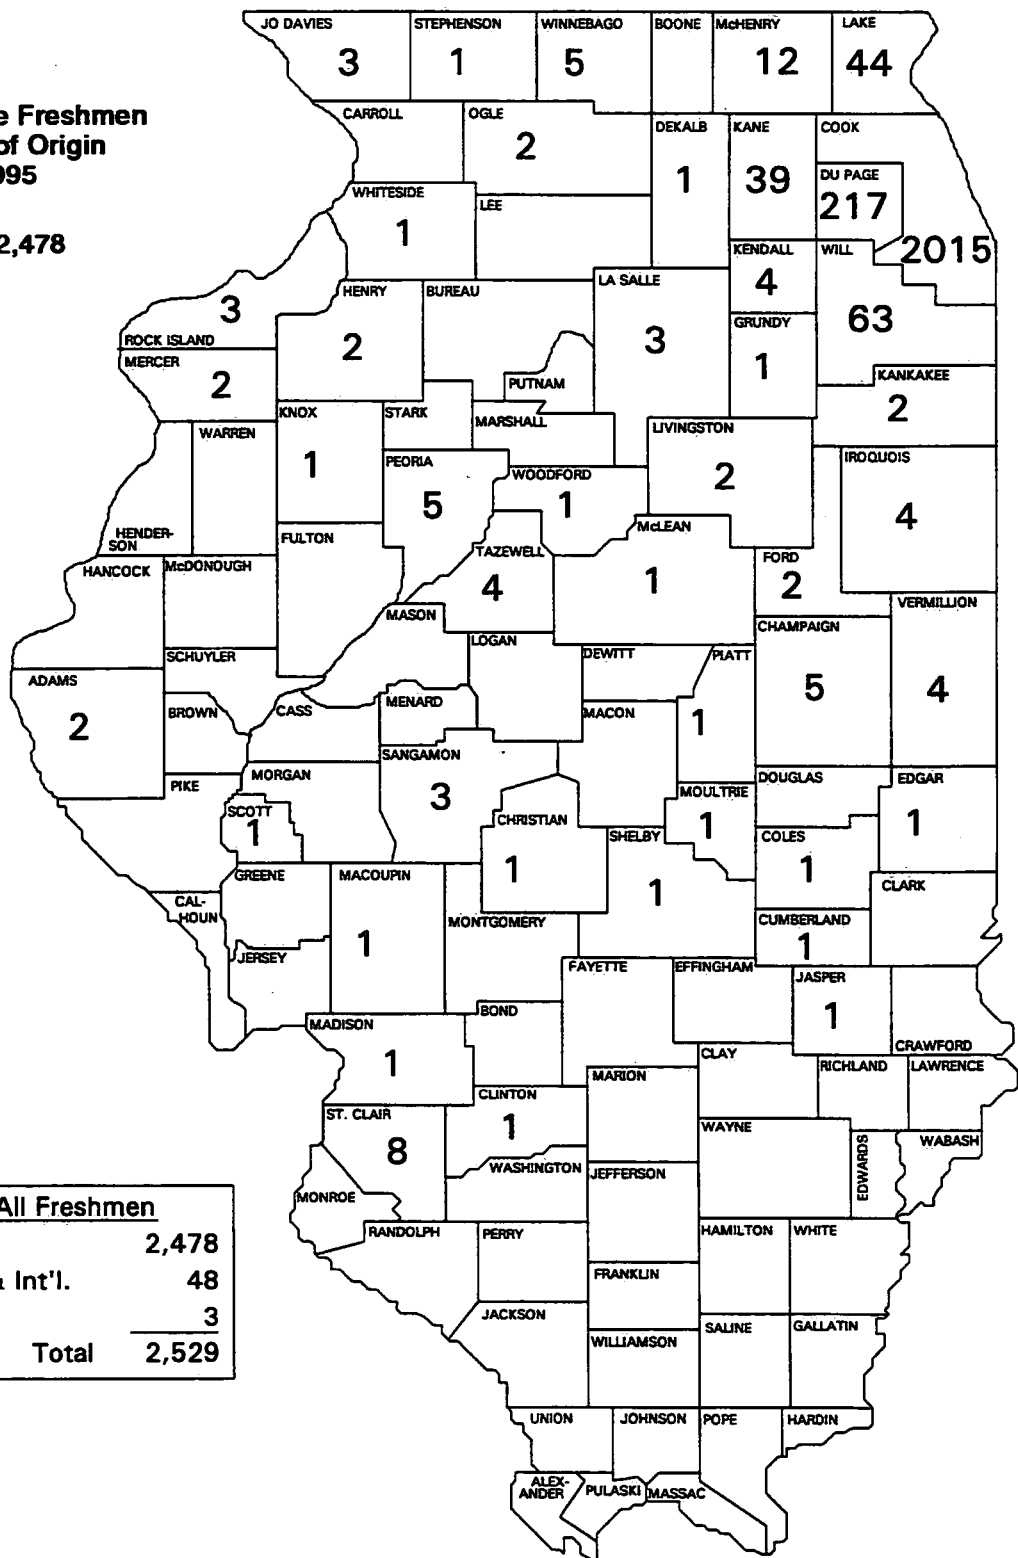 e Freshmen
of Origin
995
2,478
JO DAVIES
3
STEPHENSON
1
WINNEBAGO
5
BOONE
McHENRY
12
LAKE
44
CARROLL
OGLE
2
DEKALB
1
KANE
39
COOK
2015
DU PAGE
217
WHITESIDE
1
LEE
KENDALL
4
WILL
63
ROCK ISLAND
3
HENRY
2
BUREAU
LA SALLE
3
GRUNDY
1
MERCER
2
PUTNAM
KANKAKEE
2
KNOX
1
STARK
MARSHALL
WARREN
LIVINGSTON
2
IROQUOIS
4
PEORIA
5
WOODFORD
1
HENDER-
SON
FULTON
TAZEWELL
4
McLEAN
1
FORD
2
HANCOCK
McDONOUGH
VERMILLION
4
MASON
LOGAN
CHAMPAIGN
5
SCHUYLER
DEWITT
PIATT
1
ADAMS
2
BROWN
CASS
MENARD
MACON
SANGAMON
3
PIKE
MORGAN
DOUGLAS
EDGAR
1
SCOTT
1
CHRISTIAN
1
MOULTRIE
1
SHELBY
1
COLES
1
GREENE
MACOUPIN
1
CLARK
CAL-
HOUN
MONTGOMERY
CUMBERLAND
1
JERSEY
FAYETTE
EFFINGHAM
JASPER
1
BOND
MADISON
1
CRAWFORD
CLAY
RICHLAND
LAWRENCE
MARION
CLINTON
1
ST. CLAIR
8
WAYNE
EDWARDS
WABASH
WASHINGTON
JEFFERSON
MONROE
RANDOLPH
PERRY
HAMILTON
WHITE
FRANKLIN
JACKSON
SALINE
GALLATIN
WILLIAMSON
UNION
JOHNSON
POPE
HARDIN
ALEX-
ANDER
PULASKI
MASSAC
All Freshmen
2,478
& Int'l. 48
3
Total 2,529